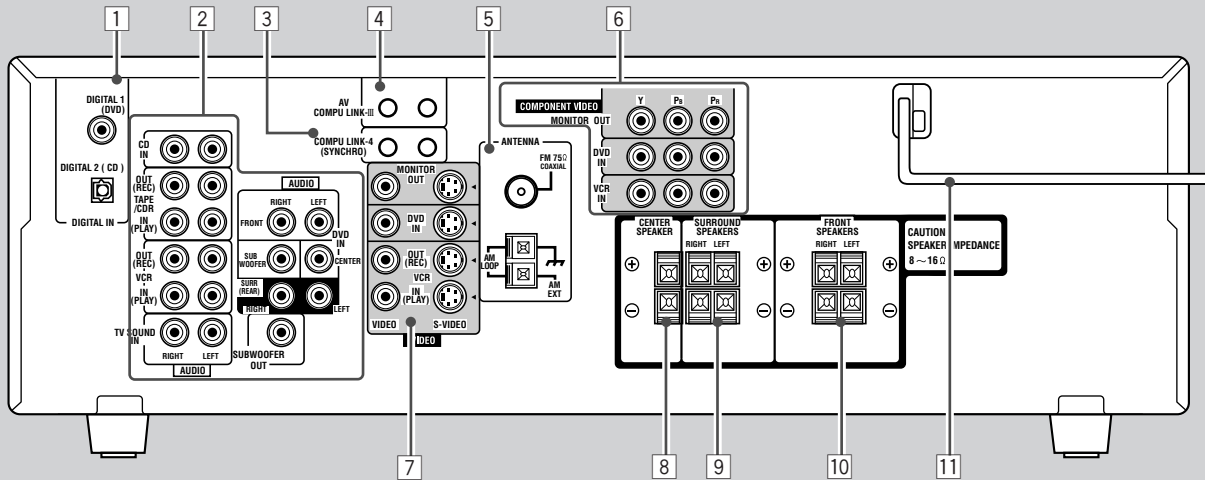 1
2
3
4
5
6
DIGITAL 1
(DVD)
DIGITAL 2 ( CD )
DIGITAL IN
CD
IN
OUT
(REC)
TAPE
/CDR
IN
(PLAY)
OUT
(REC)
VCR
IN
(PLAY)
TV SOUND
IN
RIGHT LEFT
AUDIO
AUDIO
RIGHT LEFT
FRONT
DVD
IN
SUB
WOOFER
CENTER
SURR
(REAR)
RIGHT
LEFT
SUBWOOFER
OUT
AV
COMPU LINK-III
COMPU LINK-4
(SYNCHRO)
MONITOR
OUT
DVD
IN
OUT
(REC)
VCR
IN
(PLAY)
VIDEO S-VIDEO
VIDEO
ANTENNA
FM 75Ω
COAXIAL
AM
LOOP
AM
EXT
COMPONENT VIDEO
Y PB PR
MONITOR OUT
DVD
IN
VCR
IN
CENTER
SPEAKER
SURROUND
SPEAKERS
RIGHT LEFT
FRONT
SPEAKERS
RIGHT LEFT
CAUTION
SPEAKER IMPEDANCE
8～16 Ω
+ + +
− − −
7
8
9
10
11